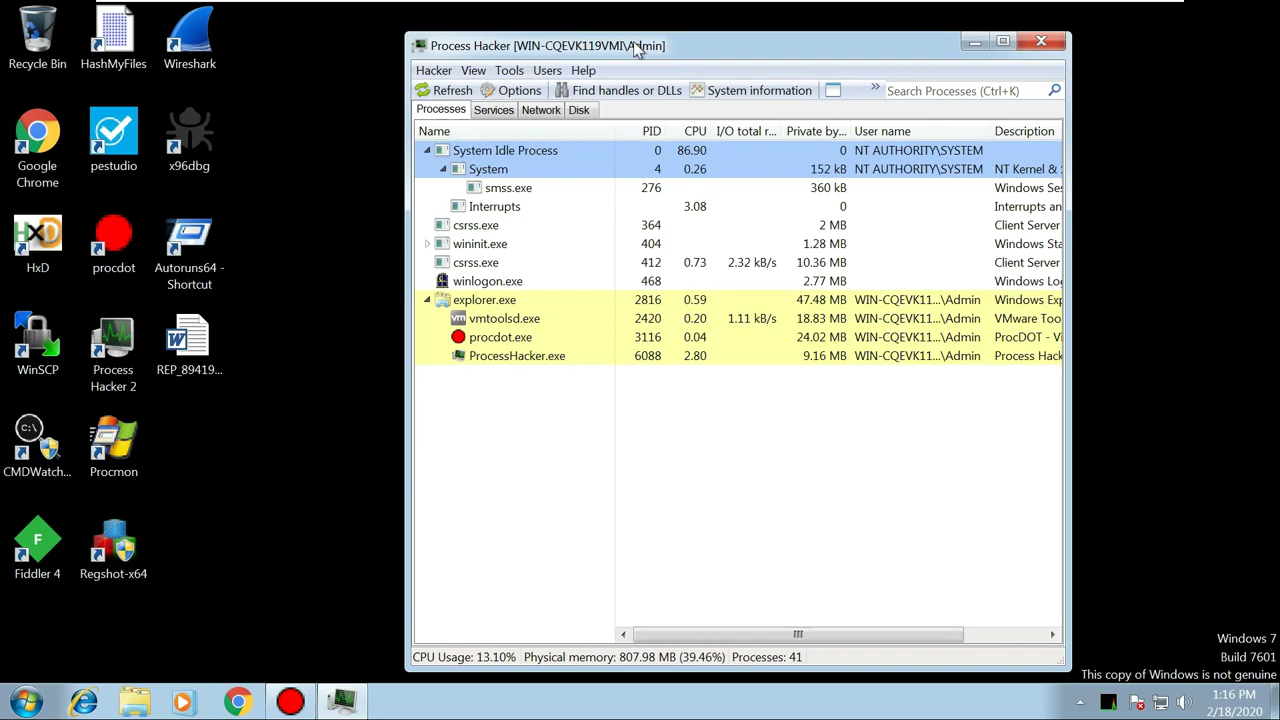 Recycle Bin
HashMyFiles
Wireshark
Google Chrome
pestudio
x96dbg
HxD
procdot
Autoruns64 - Shortcut
WinSCP
Process Hacker 2
REP_89419...
C:\
CMDWatch...
Procmon
F
Fiddler 4
Regshot-x64
Process Hacker [WIN-CQEVK119VMI\Admin]
Hacker View Tools Users Help
Refresh Options Find handles or DLLs System information » Search Processes (Ctrl+K)
Processes Services Network Disk
Name PID CPU I/O total r... Private by... User name Description
System Idle Process 0 86.90 0 NT AUTHORITY\SYSTEM
System 4 0.26 152 kB NT AUTHORITY\SYSTEM NT Kernel &
smss.exe 276 360 kB Windows Ses
Interrupts 3.08 0 Interrupts an
csrss.exe 364 2 MB Client Server
wininit.exe 404 1.28 MB Windows Sta
csrss.exe 412 0.73 2.32 kB/s 10.36 MB Client Server
winlogon.exe 468 2.77 MB Windows Log
explorer.exe 2816 0.59 47.48 MB WIN-CQEVK11...\Admin Windows Exp
vm vmtoolsd.exe 2420 0.20 1.11 kB/s 18.83 MB WIN-CQEVK11...\Admin VMware Too
procdot.exe 3116 0.04 24.02 MB WIN-CQEVK11...\Admin ProcDOT - V
ProcessHacker.exe 6088 2.80 9.16 MB WIN-CQEVK11...\Admin Process Hack
CPU Usage: 13.10% Physical memory: 807.98 MB (39.46%) Processes: 41
Windows 7
Build 7601
This copy of Windows is not genuine
1:16 PM
2/18/2020